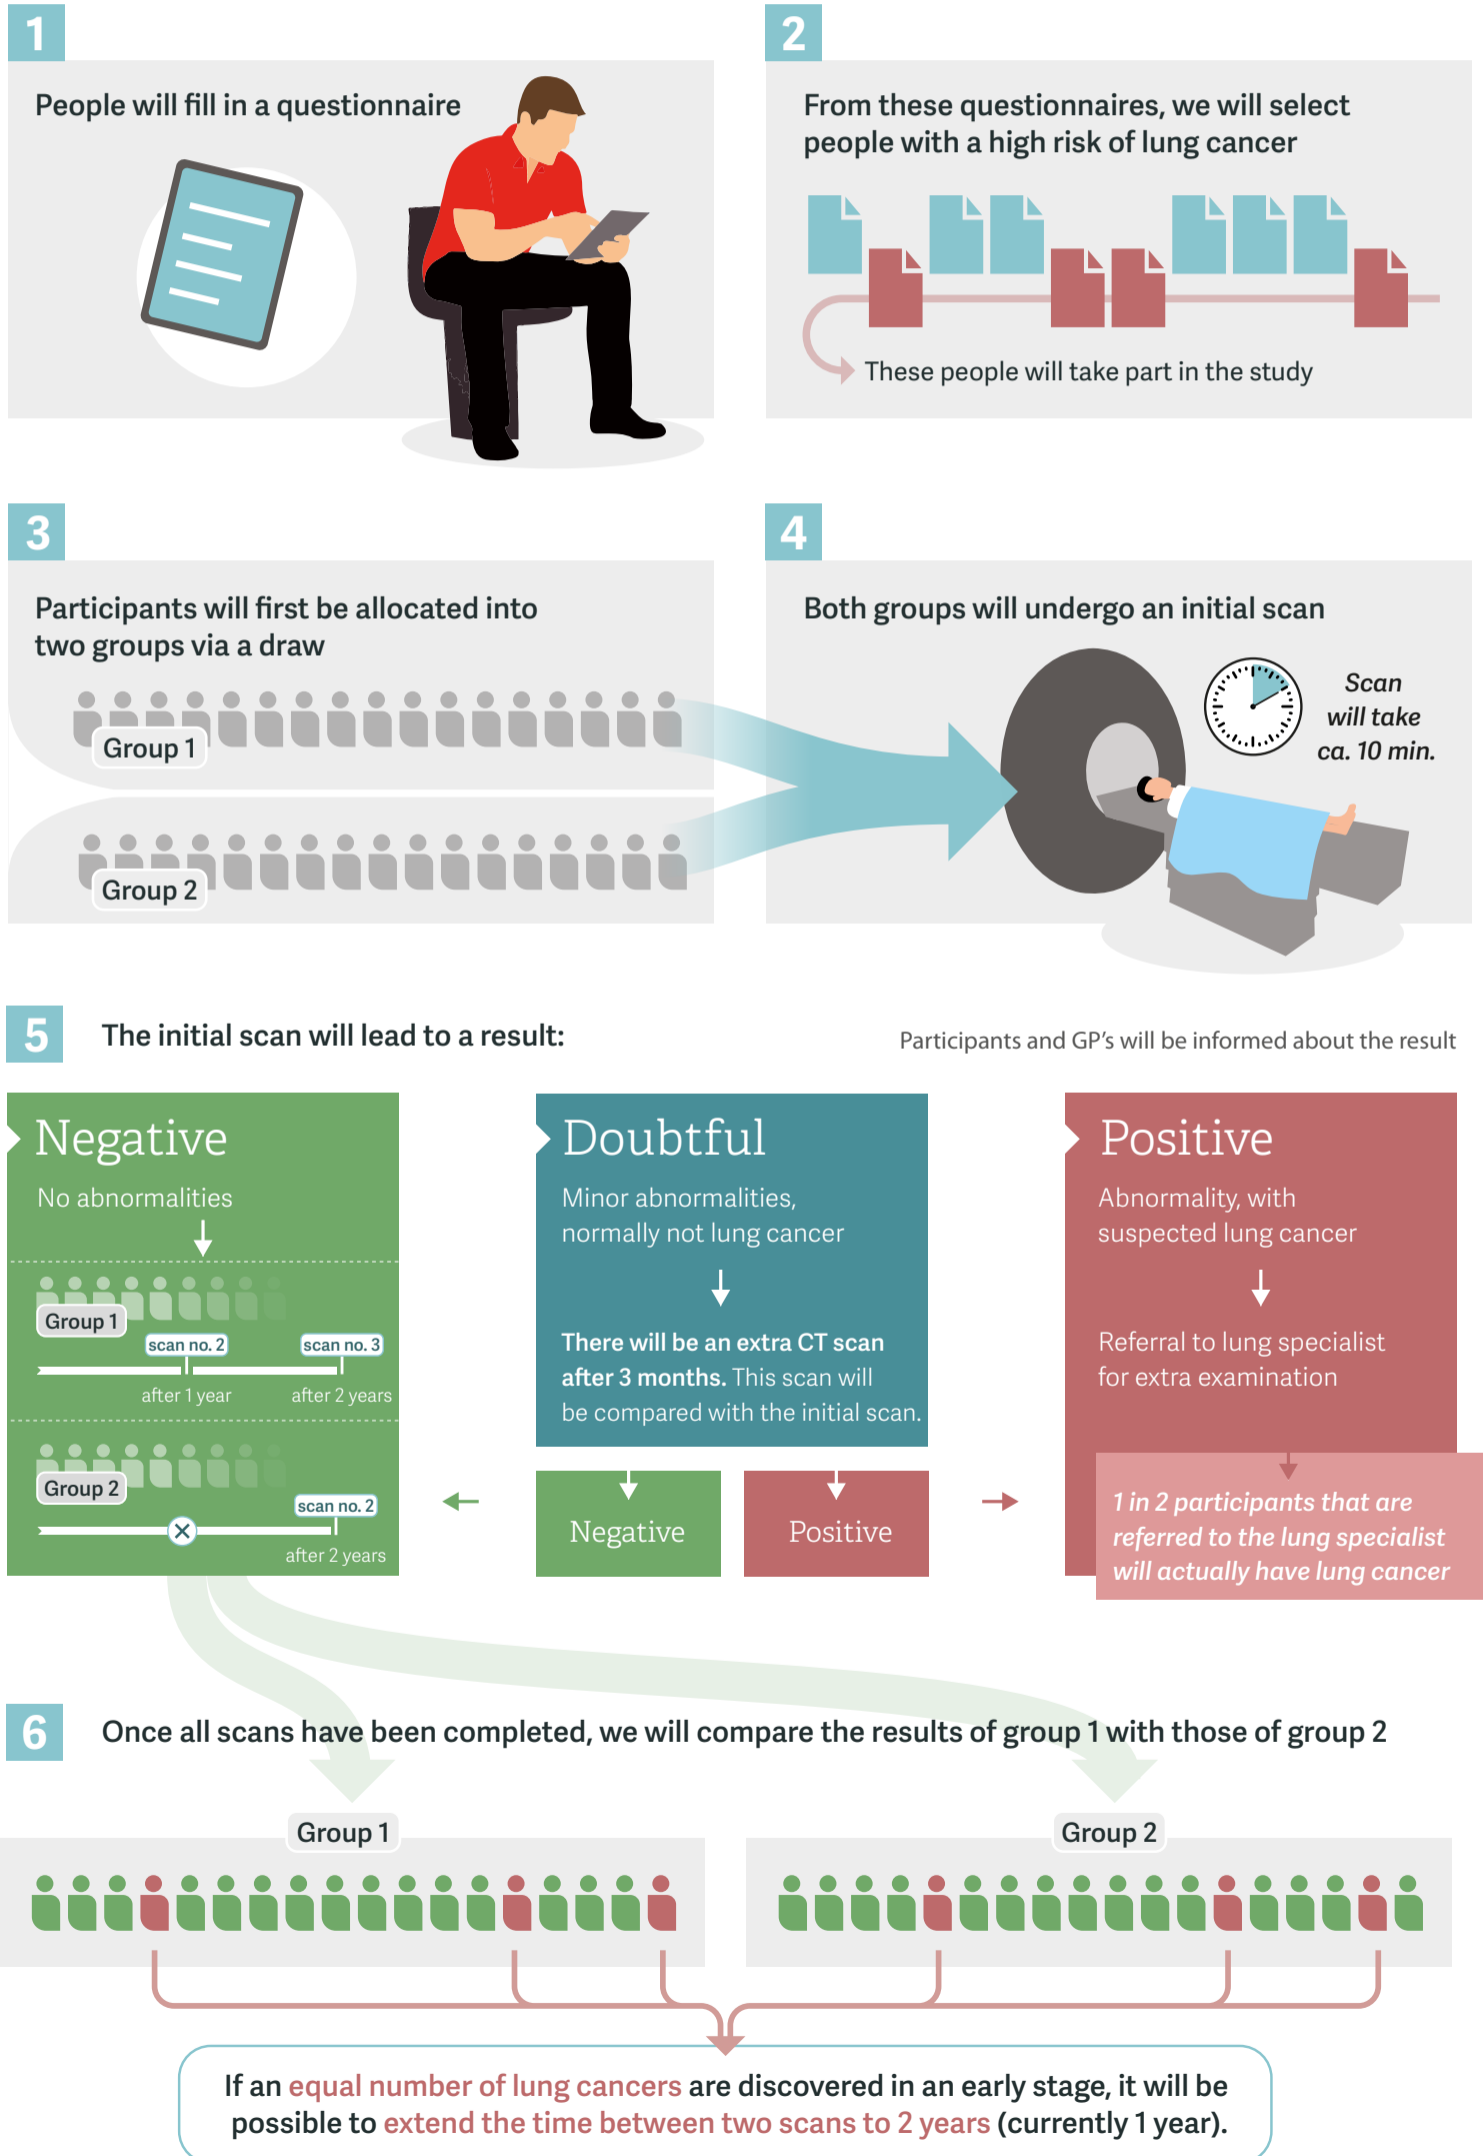 1
People will fill in a questionnaire
2
From these questionnaires, we will select
people with a high risk of lung cancer
These people will take part in the study
3
Participants will first be allocated into
two groups via a draw
Group 1
Group 2
4
Both groups will undergo an initial scan
Scan
will take
ca. 10 min.
5
The initial scan will lead to a result:
Participants and GP's will be informed about the result
Negative
No abnormalities
Group 1
scan no. 2
scan no. 3
after 1 year
after 2 years
Group 2
scan no. 2
after 2 years
Doubtful
Minor abnormalities,
normally not lung cancer
There will be an extra CT scan
after 3 months. This scan will
be compared with the initial scan.
Negative
Positive
Positive
Abnormality, with
suspected lung cancer
Referral to lung specialist
for extra examination
1 in 2 participants that are
referred to the lung specialist
will actually have lung cancer
6
Once all scans have been completed, we will compare the results of group 1 with those of group 2
Group 1
Group 2
If an equal number of lung cancers are discovered in an early stage, it will be
possible to extend the time between two scans to 2 years (currently 1 year).